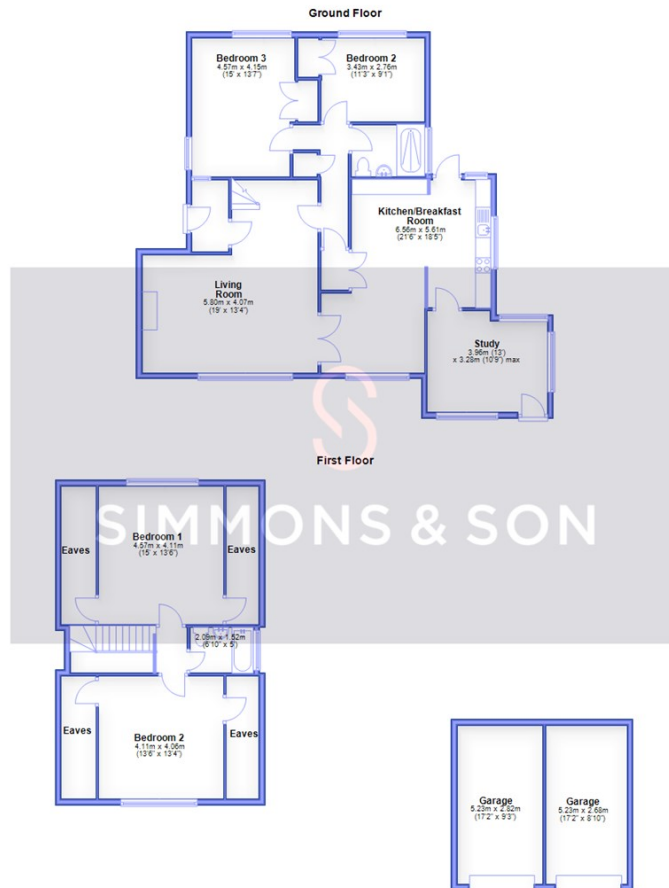 Ground Floor
Bedroom 3
4.57m x 4.15m
(15' x 13'7")
Bedroom 2
3.43m x 2.76m
(11'3" x 9'1")
Kitchen/Breakfast
Room
6.56m x 5.61m
(21'6" x 18'5")
Living
Room
5.80m x 4.07m
(19' x 13'4")
Study
3.96m (13')
x 3.28m (10'9") max
First Floor
SIMMONS & SON
Bedroom 1
4.57m x 4.11m
(15' x 13'6")
Eaves
Eaves
2.09m x 1.52m
(6'10" x 5')
Eaves
Bedroom 2
4.11m x 4.06m
(13'6" x 13'4")
Eaves
Garage
5.23m x 2.82m
(17'2" x 9'3")
Garage
5.23m x 2.68m
(17'2" x 8'10")